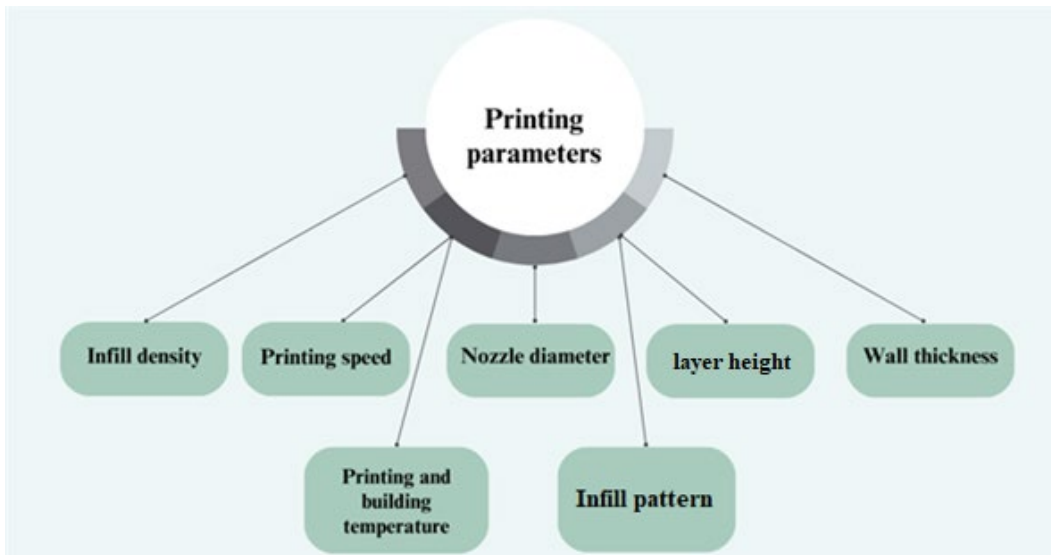 Printing
parameters
Infill density
Printing speed
Nozzle diameter
layer height
Wall thickness
Printing and
building
temperature
Infill pattern